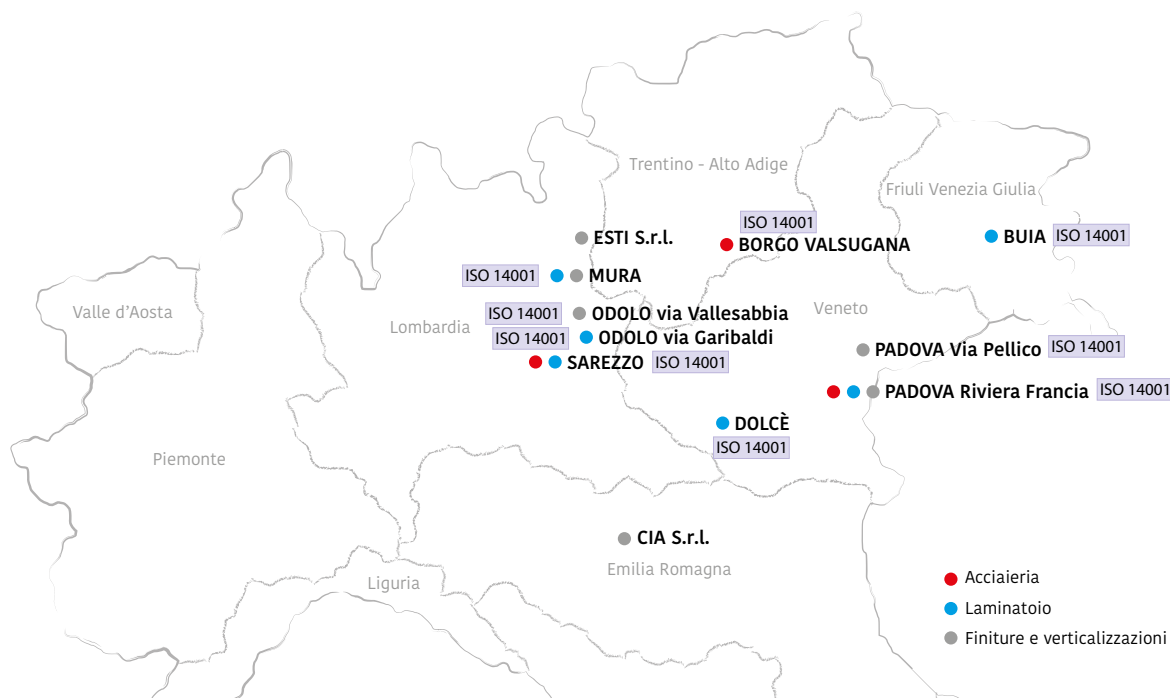 Trentino - Alto Adige
Friuli Venezia Giulia
ISO 14001
ESTI S.r.l.
BORGO VALSUGANA
BUIA ISO 14001
ISO 14001 MURA
Valle d'Aosta
ISO 14001 ODOLO via Vallesabbia
Veneto
Lombardia
ISO 14001 ODOLO via Garibaldi
PADOVA Via Pellico ISO 14001
SAREZZO ISO 14001
PADOVA Riviera Francia ISO 14001
DOLCÈ
ISO 14001
Piemonte
CIA S.r.l.
Emilia Romagna
Liguria
Acciaieria
Laminatoio
Finiture e verticalizzazioni